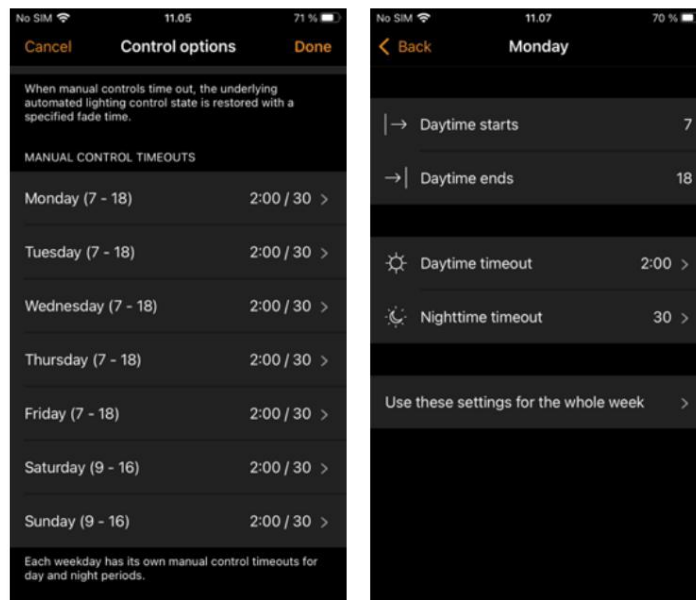 No SIM 11.05 71 %
Cancel Control options Done
When manual controls time out, the underlying
automated lighting control state is restored with a
specified fade time.
MANUAL CONTROL TIMEOUTS
Monday (7 - 18) 2:00 / 30 >
Tuesday (7 - 18) 2:00 / 30 >
Wednesday (7 - 18) 2:00 / 30 >
Thursday (7 - 18) 2:00 / 30 >
Friday (7 - 18) 2:00 / 30 >
Saturday (9 - 16) 2:00 / 30 >
Sunday (9 - 16) 2:00 / 30 >
Each weekday has its own manual control timeouts for
day and night periods.
No SIM 11.07 70 %
< Back Monday
Daytime starts 7
Daytime ends 18
Daytime timeout 2:00 >
Nighttime timeout 30 >
Use these settings for the whole week >